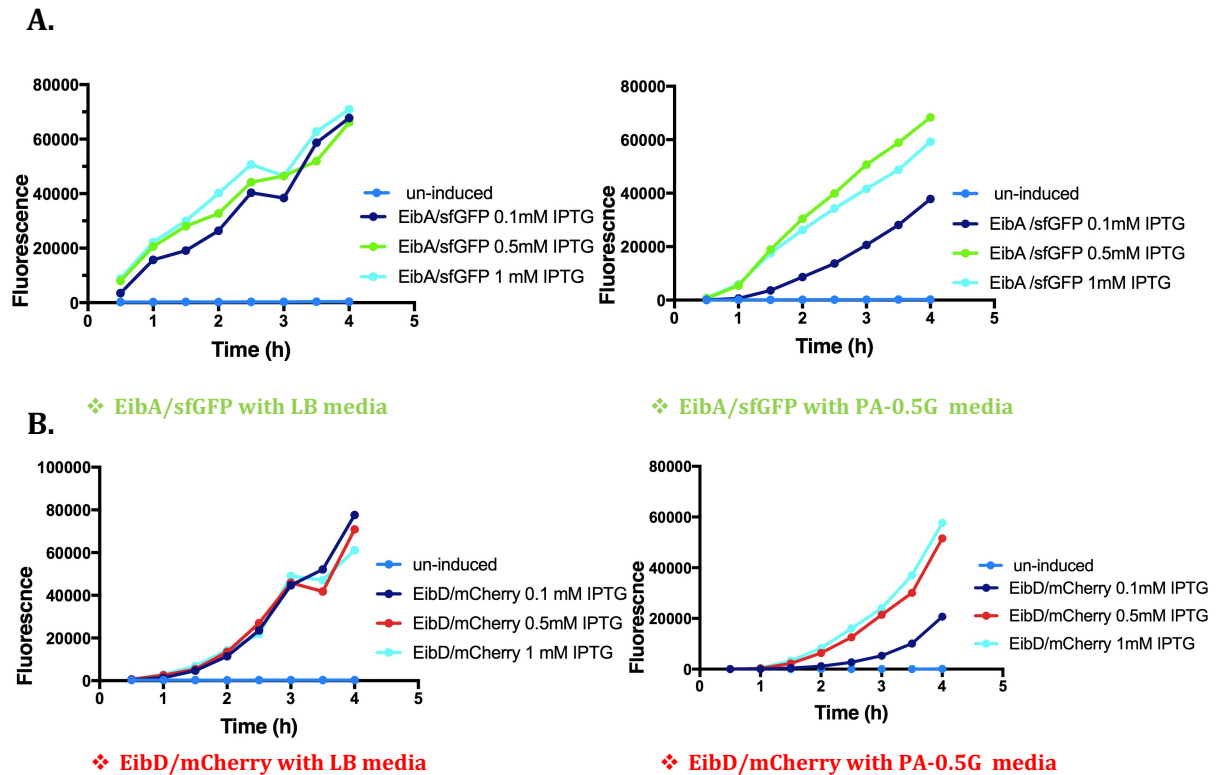 A.
80000
60000
40000
20000
0
Fluorescence
0 1 2 3 4 5
Time (h)
un-induced
EibA/sfGFP 0.1mM IPTG
EibA/sfGFP 0.5mM IPTG
EibA/sfGFP 1 mM IPTG
❖ EibA/sfGFP with LB media
80000
60000
40000
20000
0
Fluorescence
0 1 2 3 4 5
Time (h)
un-induced
EibA /sfGFP 0.1mM IPTG
EibA /sfGFP 0.5mM IPTG
EibA /sfGFP 1mM IPTG
❖ EibA/sfGFP with PA-0.5G media
B.
100000
80000
60000
40000
20000
0
Fluorescnce
0 1 2 3 4 5
Time (h)
un-induced
EibD/mCherry 0.1 mM IPTG
EibD/mCherry 0.5mM IPTG
EibD/mCherry 1 mM IPTG
❖ EibD/mCherry with LB media
80000
60000
40000
20000
0
Fluorescnce
0 1 2 3 4 5
Time (h)
un-induced
EibD/mCherry 0.1mM IPTG
EibD/mCherry 0.5mM IPTG
EibD/mCherry 1mM IPTG
❖ EibD/mCherry with PA-0.5G media